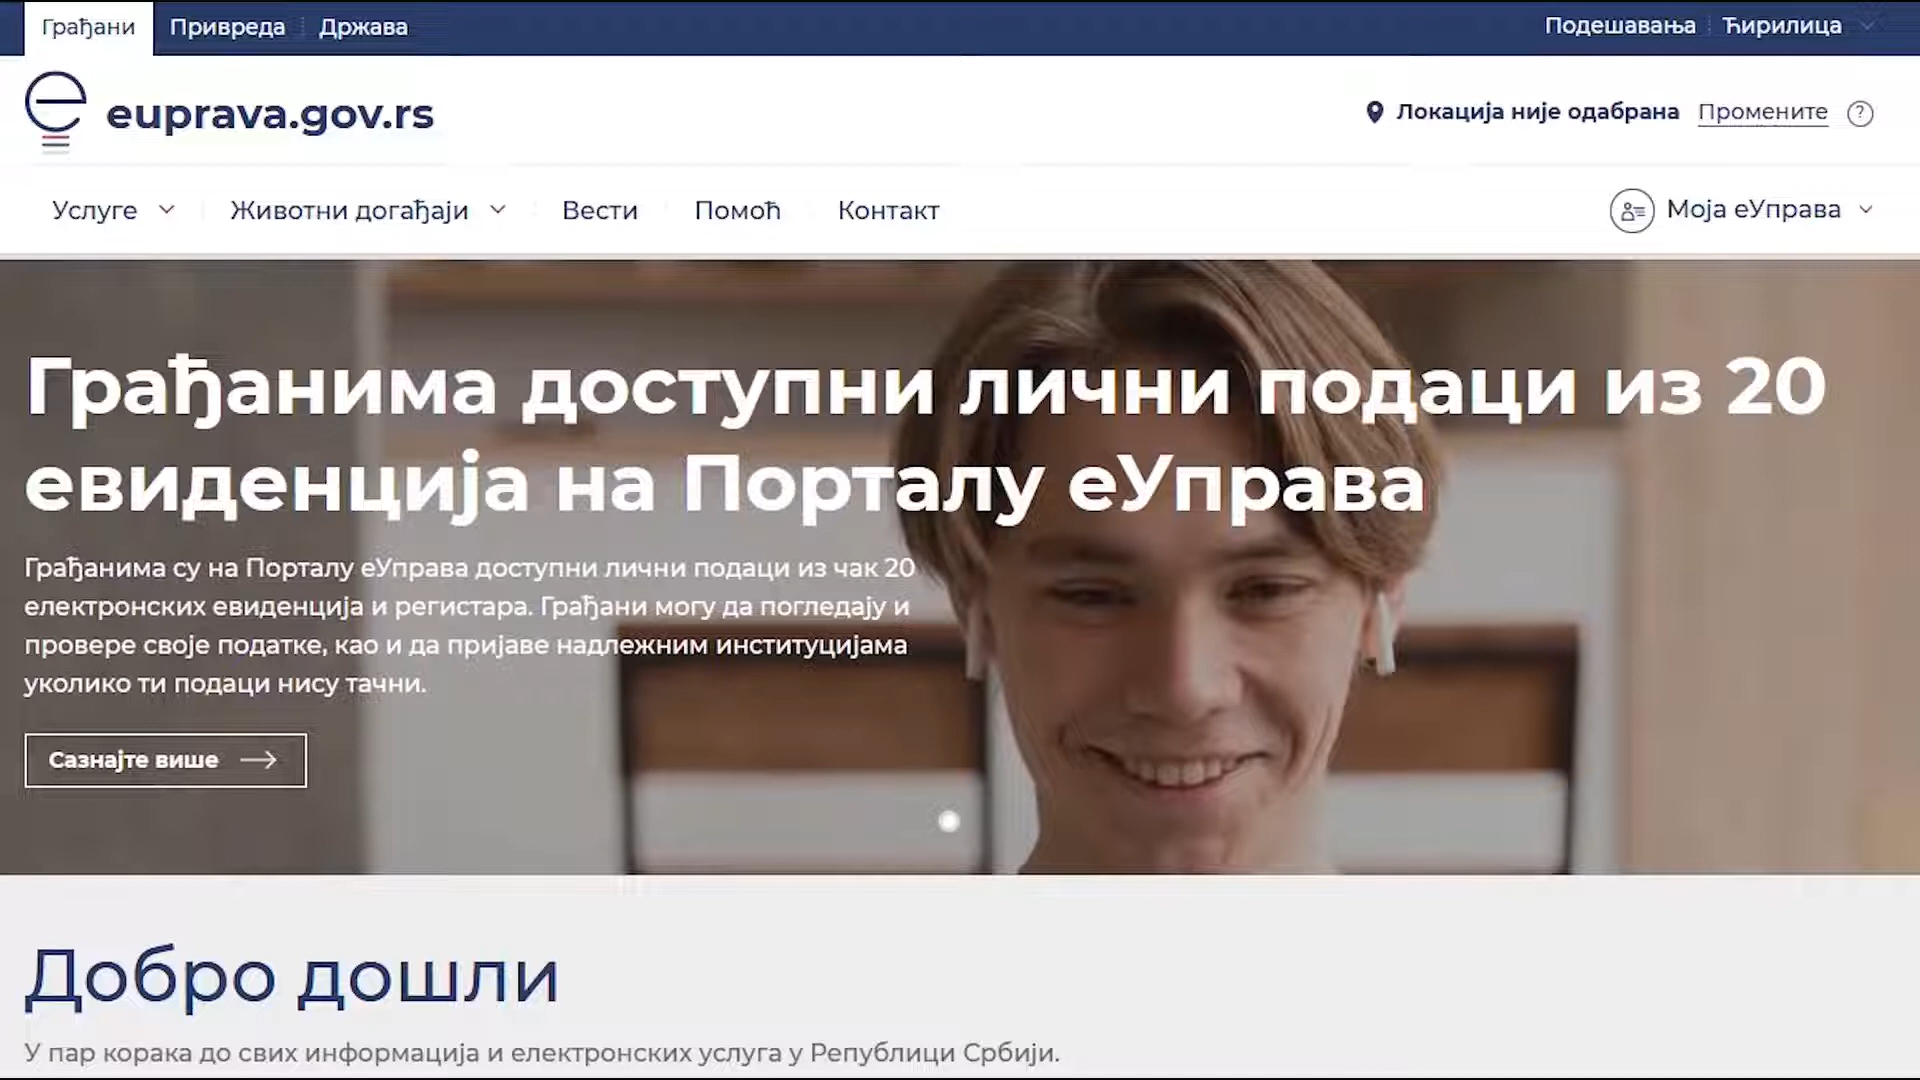 Грађани Привреда Држава Подешавања Ћирилица
euprava.gov.rs Локација није одабрана Промените ?
Услуге Животни догађаји Вести Помоћ Контакт Моја еУправа
Грађанима доступни лични подаци из 20
евиденција на Порталу еУправа
Грађанима су на Порталу еУправа доступни лични подаци из чак 20
електронских евиденција и регистара. Грађани могу да погледају и
провере своје податке, као и да пријаве надлежним институцијама
уколико ти подаци нису тачни.
Сазнајте више
Добро дошли
У пар корака до свих информација и електронских услуга у Републици Србији.